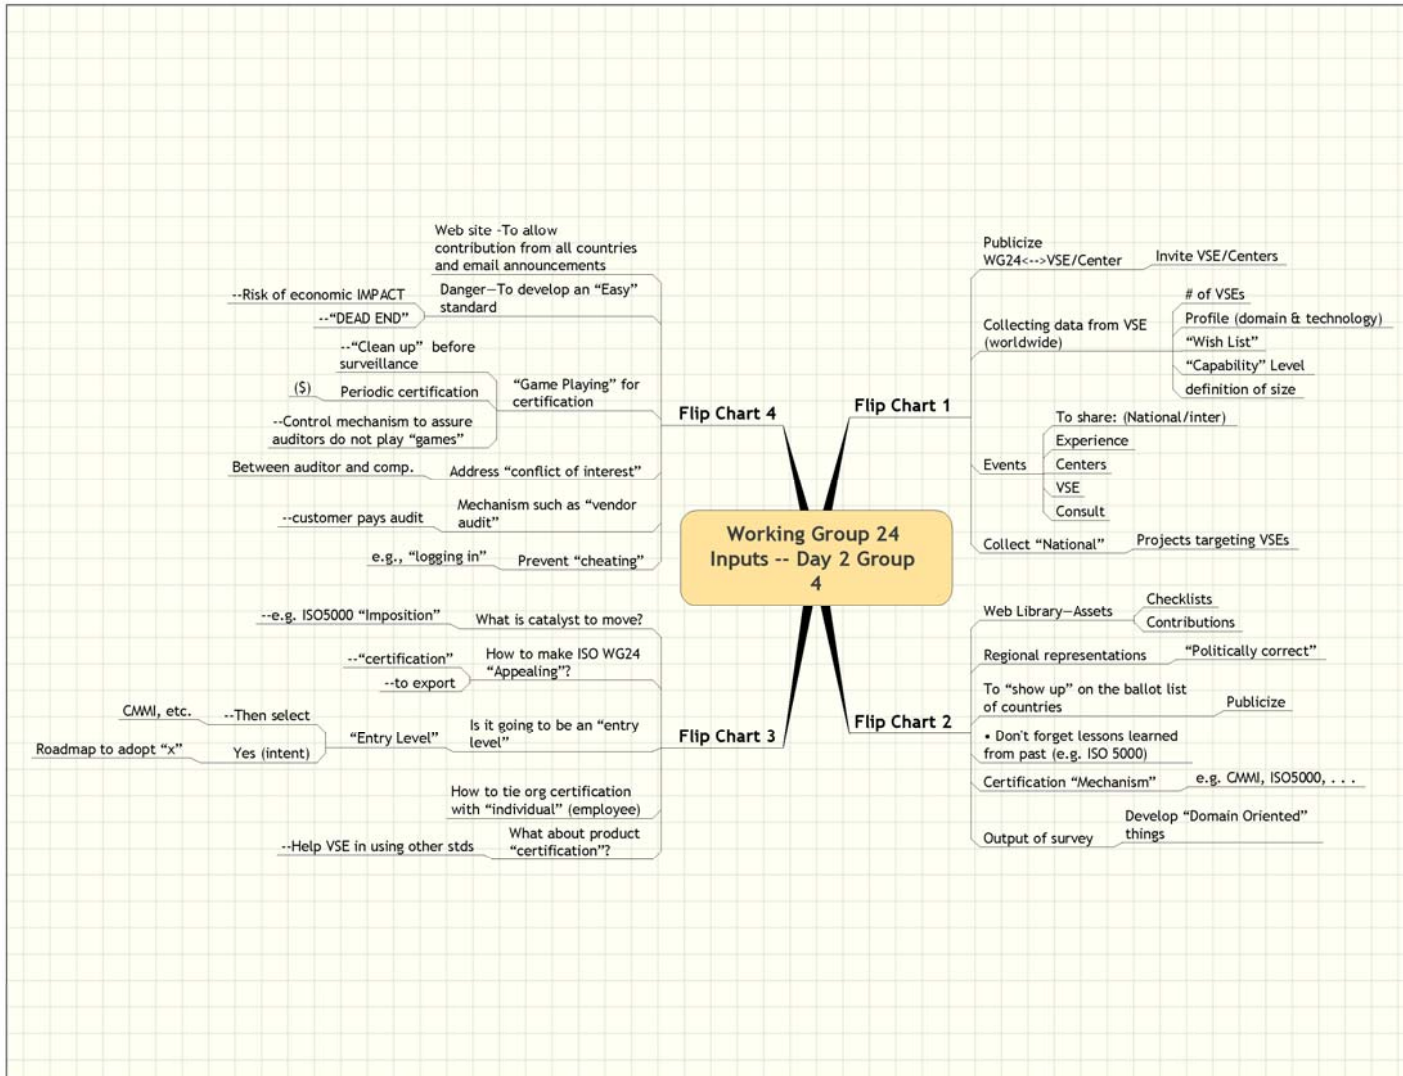 Working Group 24
Inputs -- Day 2 Group
4
Flip Chart 1
Publicize
WG24<-->VSE/Center
Invite VSE/Centers
Collecting data from VSE
(worldwide)
# of VSEs
Profile (domain & technology)
“Wish List”
“Capability” Level
definition of size
Events
To share: (National/inter)
Experience
Centers
VSE
Consult
Collect “National”
Projects targeting VSEs
Flip Chart 2
Web Library—Assets
Checklists
Contributions
Regional representations
“Politically correct”
To “show up” on the ballot list
of countries
Publicize
• Don't forget lessons learned
from past (e.g. ISO 5000)
Certification “Mechanism”
e.g. CMMI, ISO5000, . . .
Output of survey
Develop “Domain Oriented”
things
Flip Chart 3
What is catalyst to move?
--e.g. ISO5000 “Imposition”
How to make ISO WG24
“Appealing”?
--“certification”
--to export
Is it going to be an “entry
level”
“Entry Level”
--Then select
CMMI, etc.
Yes (intent)
Roadmap to adopt “x”
How to tie org certification
with “individual” (employee)
What about product
“certification”?
--Help VSE in using other stds
Flip Chart 4
Web site -To allow
contribution from all countries
and email announcements
Danger—To develop an “Easy”
standard
--Risk of economic IMPACT
--“DEAD END”
“Game Playing” for
certification
--“Clean up” before
surveillance
Periodic certification
($)
--Control mechanism to assure
auditors do not play “games”
Address “conflict of interest”
Between auditor and comp.
Mechanism such as “vendor
audit”
--customer pays audit
Prevent “cheating”
e.g., “logging in”